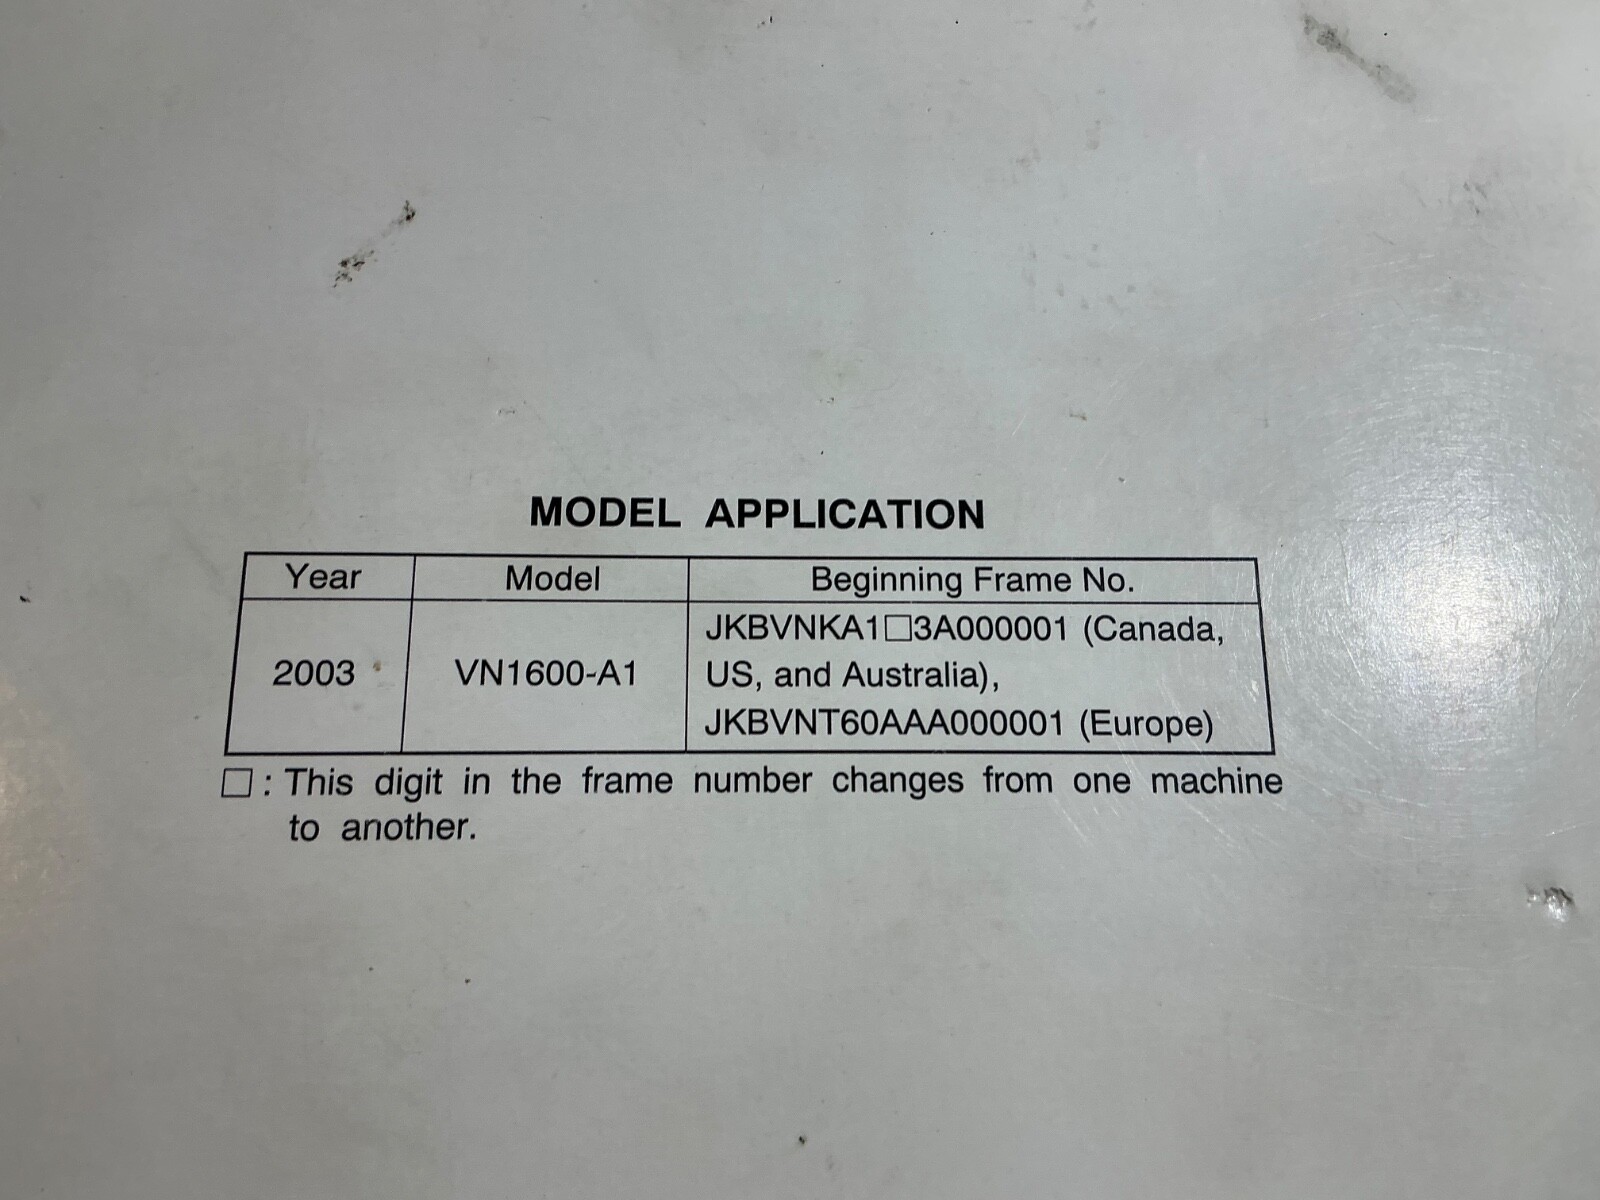 MODEL APPLICATION
Year Model Beginning Frame No.
2003 VN1600-A1 JKBVNKA1□3A000001 (Canada,
US, and Australia),
JKBVNT60AAA000001 (Europe)
□ : This digit in the frame number changes from one machine
to another.